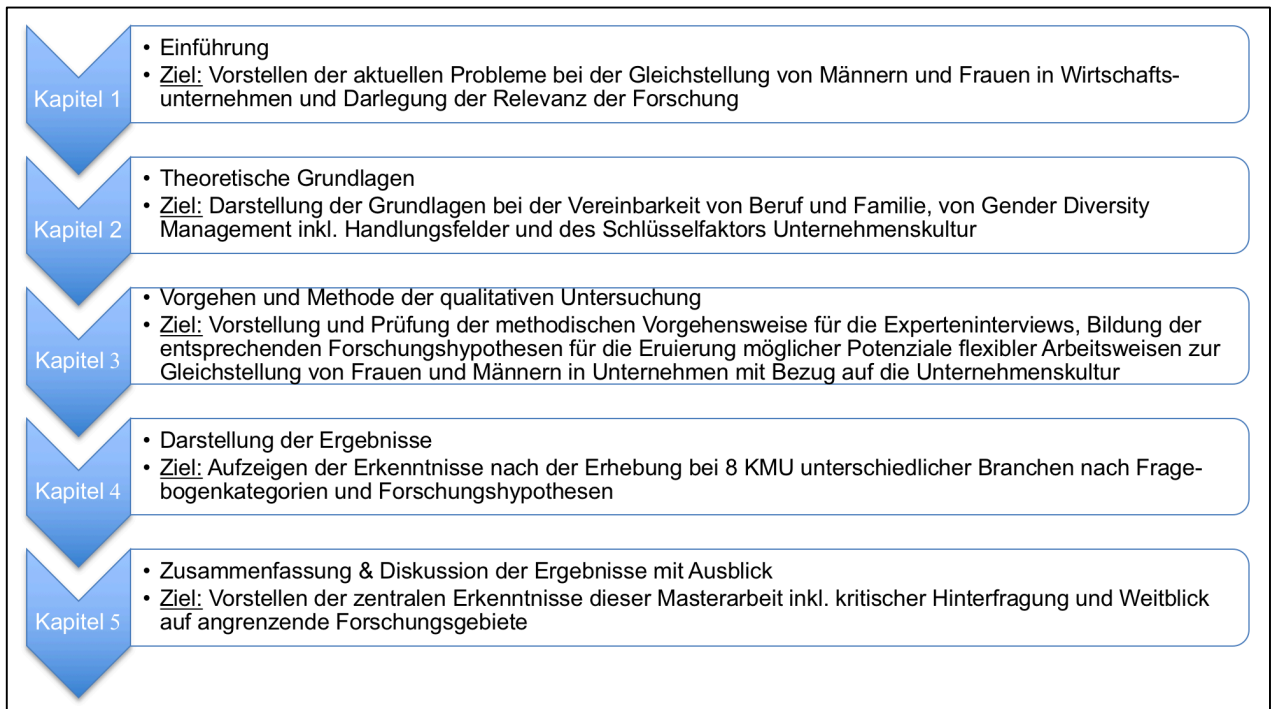 Kapitel 1
• Einführung
• Ziel: Vorstellen der aktuellen Probleme bei der Gleichstellung von Männern und Frauen in Wirtschafts-
unternehmen und Darlegung der Relevanz der Forschung
Kapitel 2
• Theoretische Grundlagen
• Ziel: Darstellung der Grundlagen bei der Vereinbarkeit von Beruf und Familie, von Gender Diversity
Management inkl. Handlungsfelder und des Schlüsselfaktors Unternehmenskultur
Kapitel 3
• Vorgehen und Methode der qualitativen Untersuchung
• Ziel: Vorstellung und Prüfung der methodischen Vorgehensweise für die Experteninterviews, Bildung der
entsprechenden Forschungshypothesen für die Eruierung möglicher Potenziale flexibler Arbeitsweisen zur
Gleichstellung von Frauen und Männern in Unternehmen mit Bezug auf die Unternehmenskultur
Kapitel 4
• Darstellung der Ergebnisse
• Ziel: Aufzeigen der Erkenntnisse nach der Erhebung bei 8 KMU unterschiedlicher Branchen nach Frage-
bogenkategorien und Forschungshypothesen
Kapitel 5
• Zusammenfassung & Diskussion der Ergebnisse mit Ausblick
• Ziel: Vorstellen der zentralen Erkenntnisse dieser Masterarbeit inkl. kritischer Hinterfragung und Weitblick
auf angrenzende Forschungsgebiete